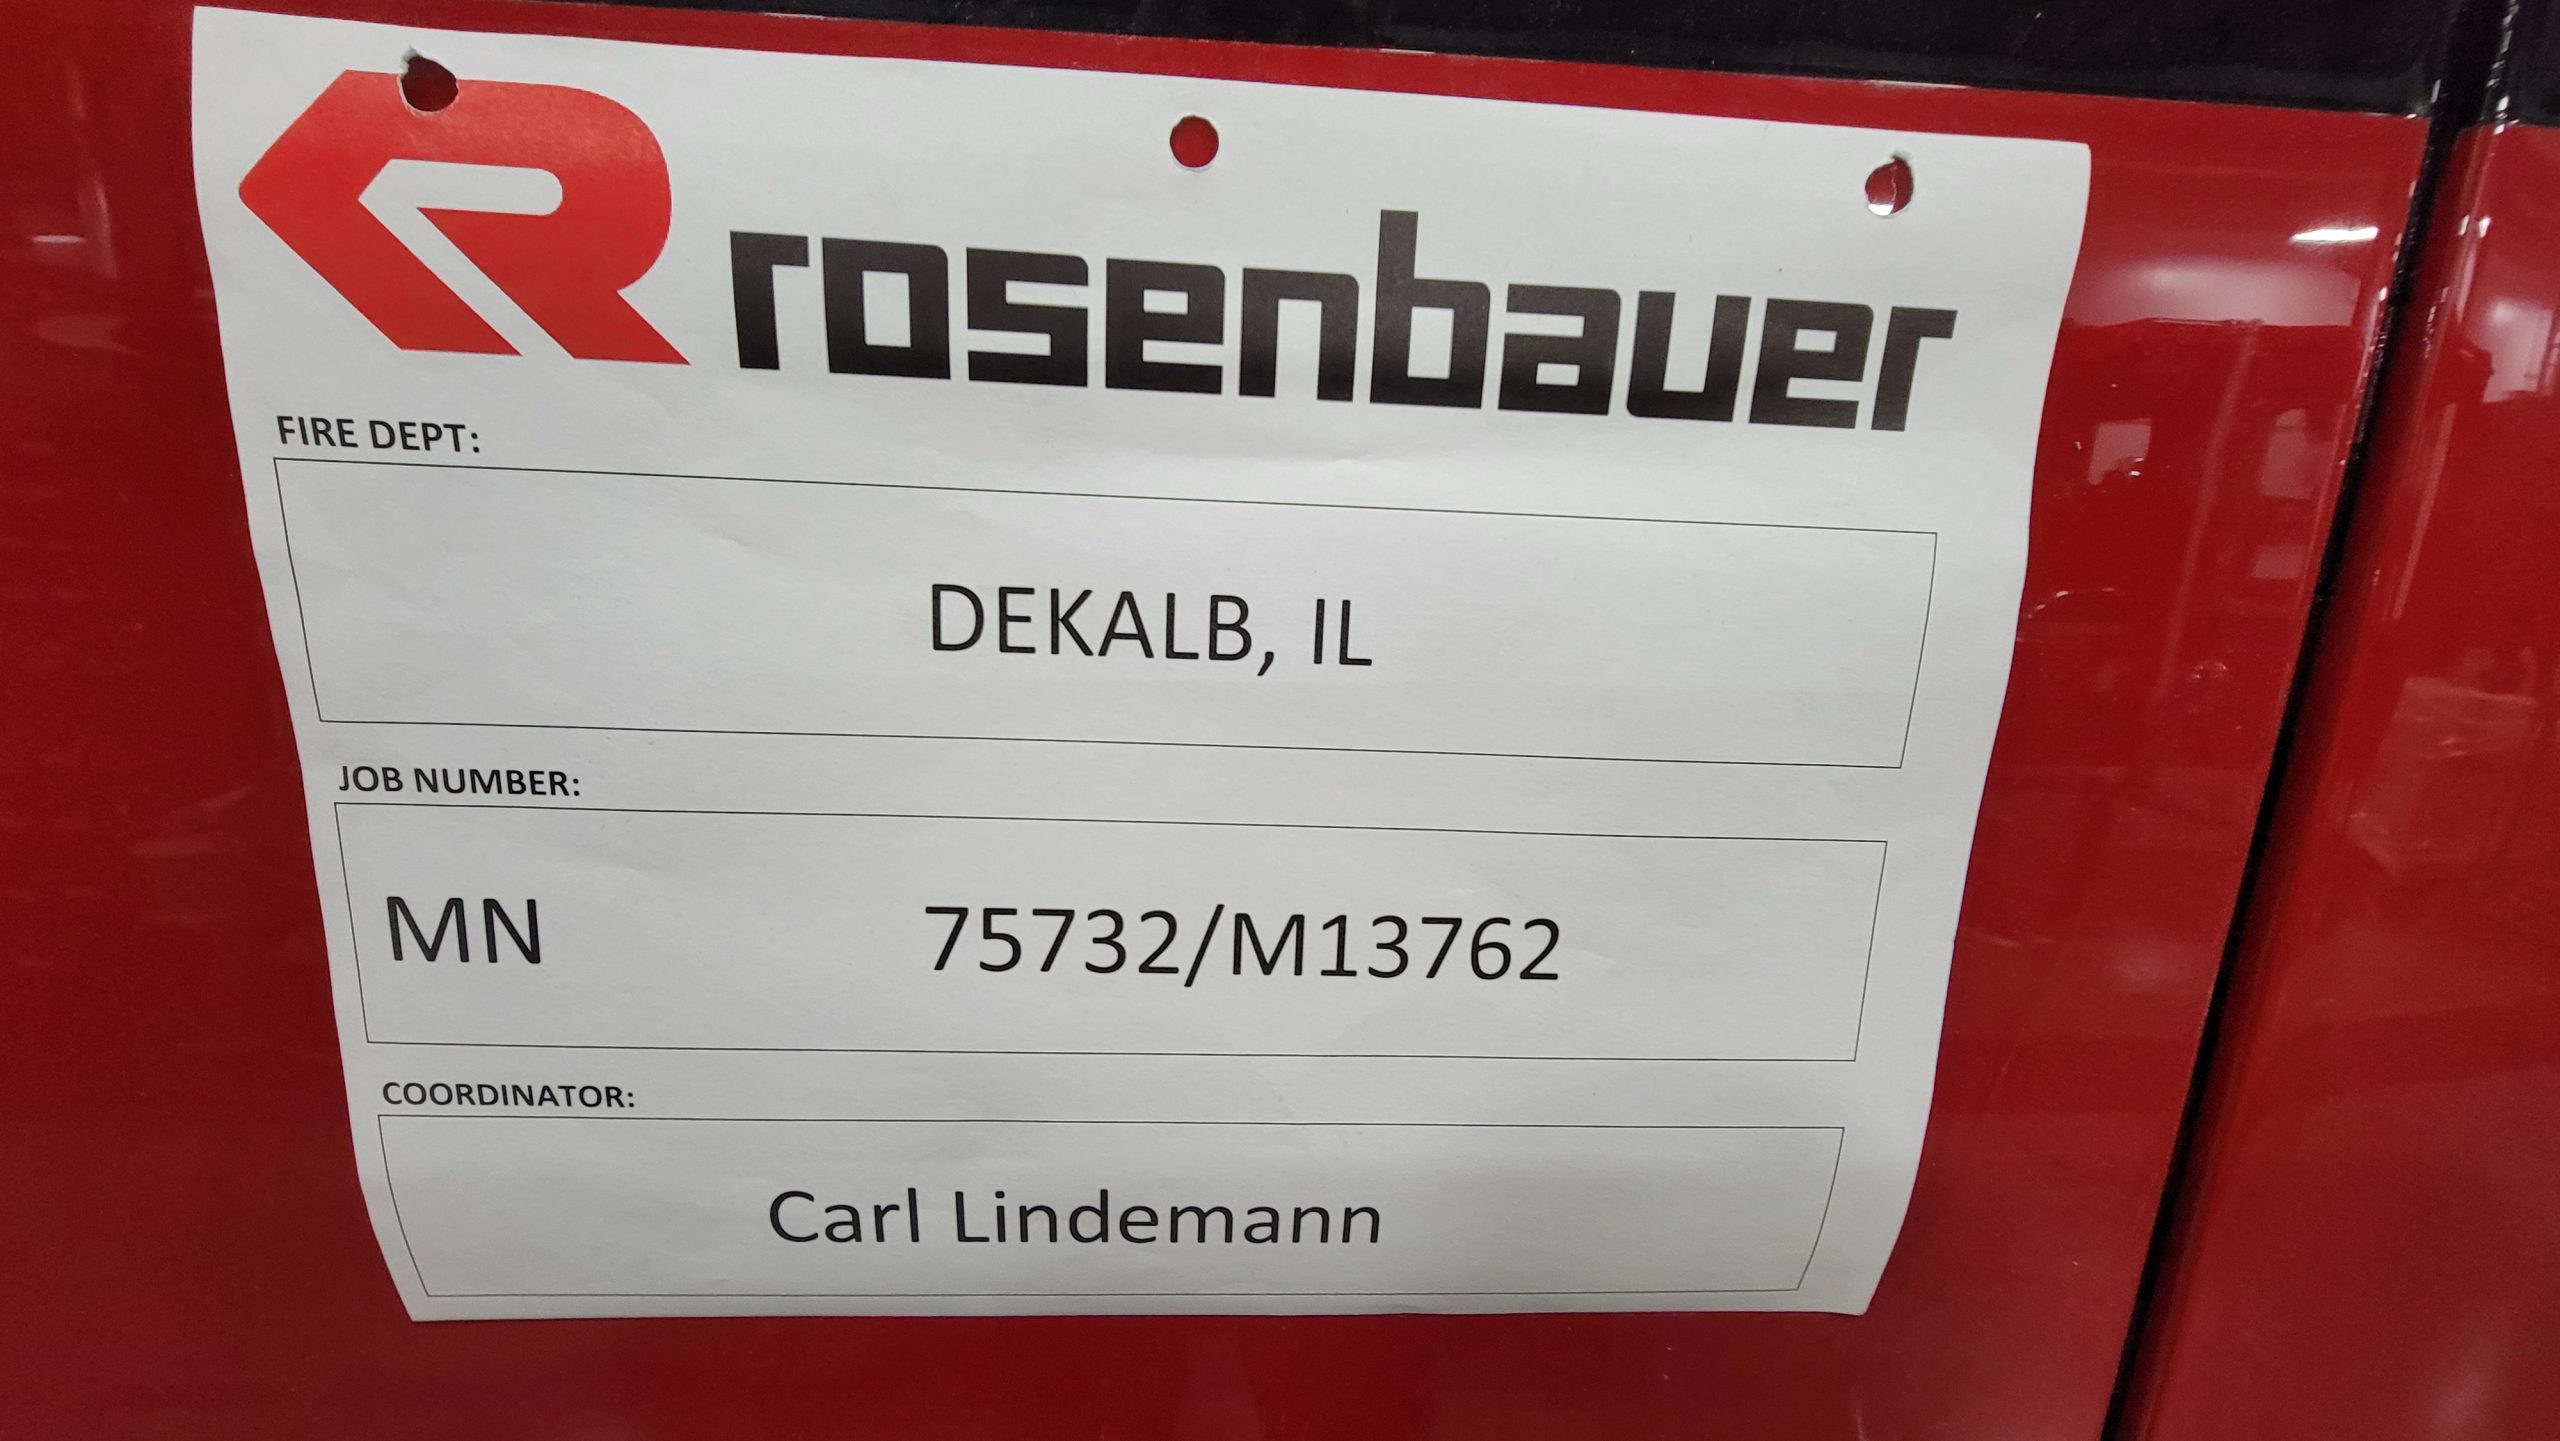 rosenbauer
FIRE DEPT:
DEKALB, IL
JOB NUMBER:
MN 75732/M13762
COORDINATOR:
Carl Lindemann